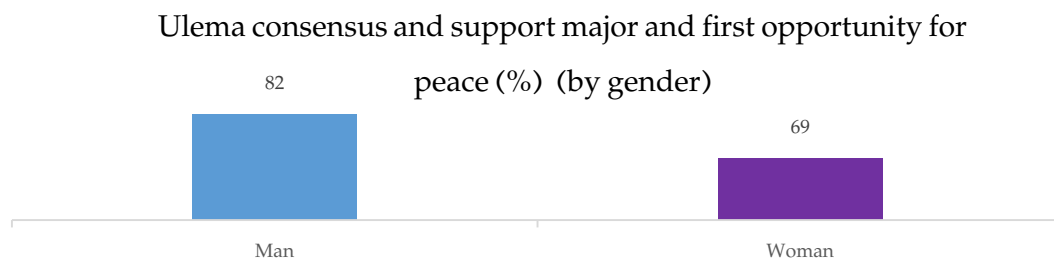 Ulema consensus and support major and first opportunity for
peace (%) (by gender)
82
69
Man
Woman